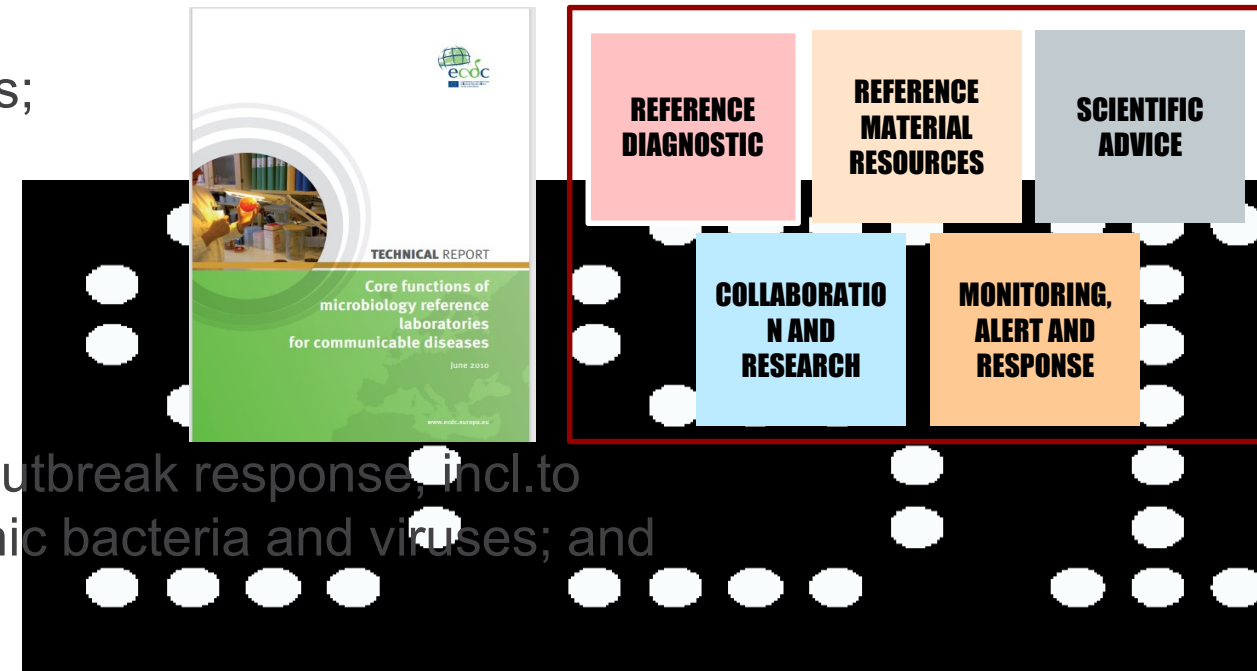 s;
ecdc
TECHNICAL REPORT
Core functions of
microbiology reference
laboratories
for communicable diseases
June 2010
www.ecdc.europa.eu
REFERENCE
DIAGNOSTIC
REFERENCE
MATERIAL
RESOURCES
SCIENTIFIC
ADVICE
COLLABORATIO
N AND
RESEARCH
MONITORING,
ALERT AND
RESPONSE
utbreak response, incl.to
ic bacteria and viruses; and